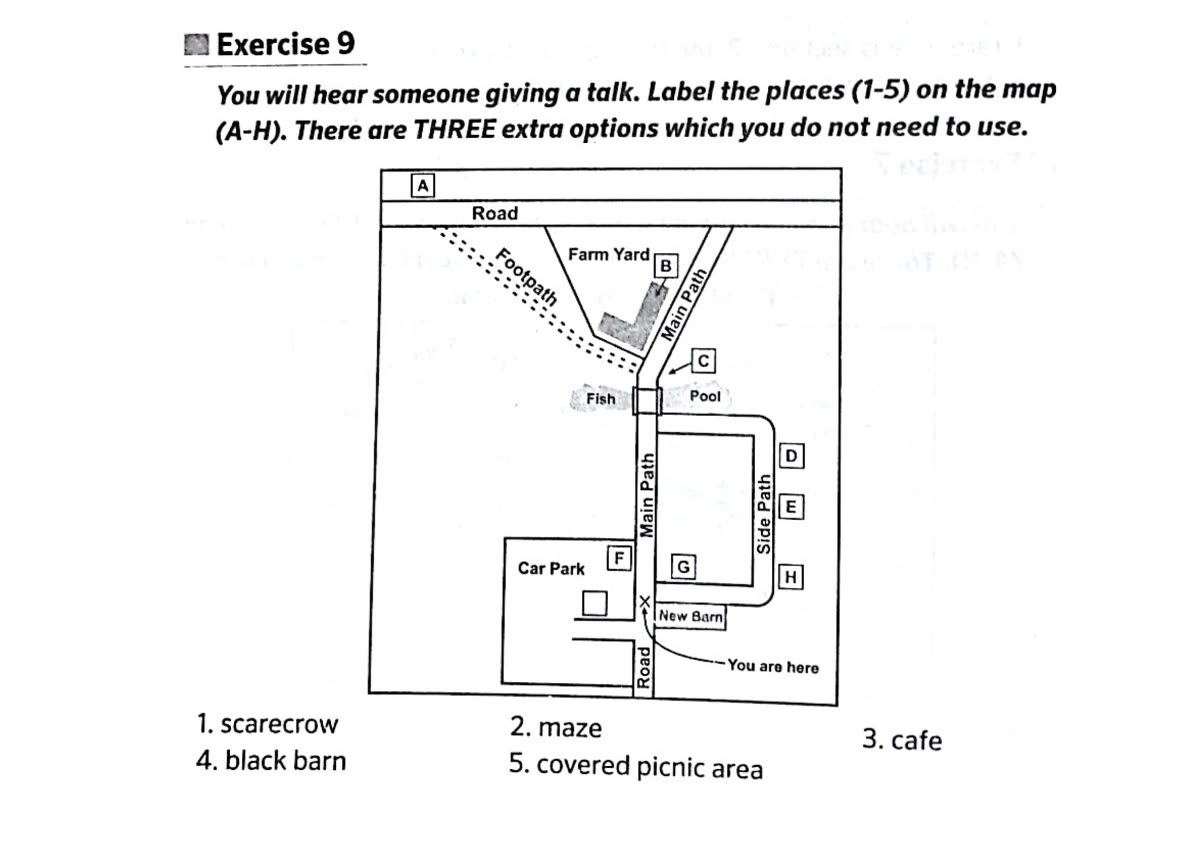 Exercise 9
You will hear someone giving a talk. Label the places (1-5) on the map
(A-H). There are THREE extra options which you do not need to use.
A
Road
Footpath
Farm Yard
B
Main Path
C
Fish
Pool
D
Main Path
Side Path
E
F
Car Park
G
H
New Barn
Road
You are here
1. scarecrow
2. maze
3. cafe
4. black barn
5. covered picnic area